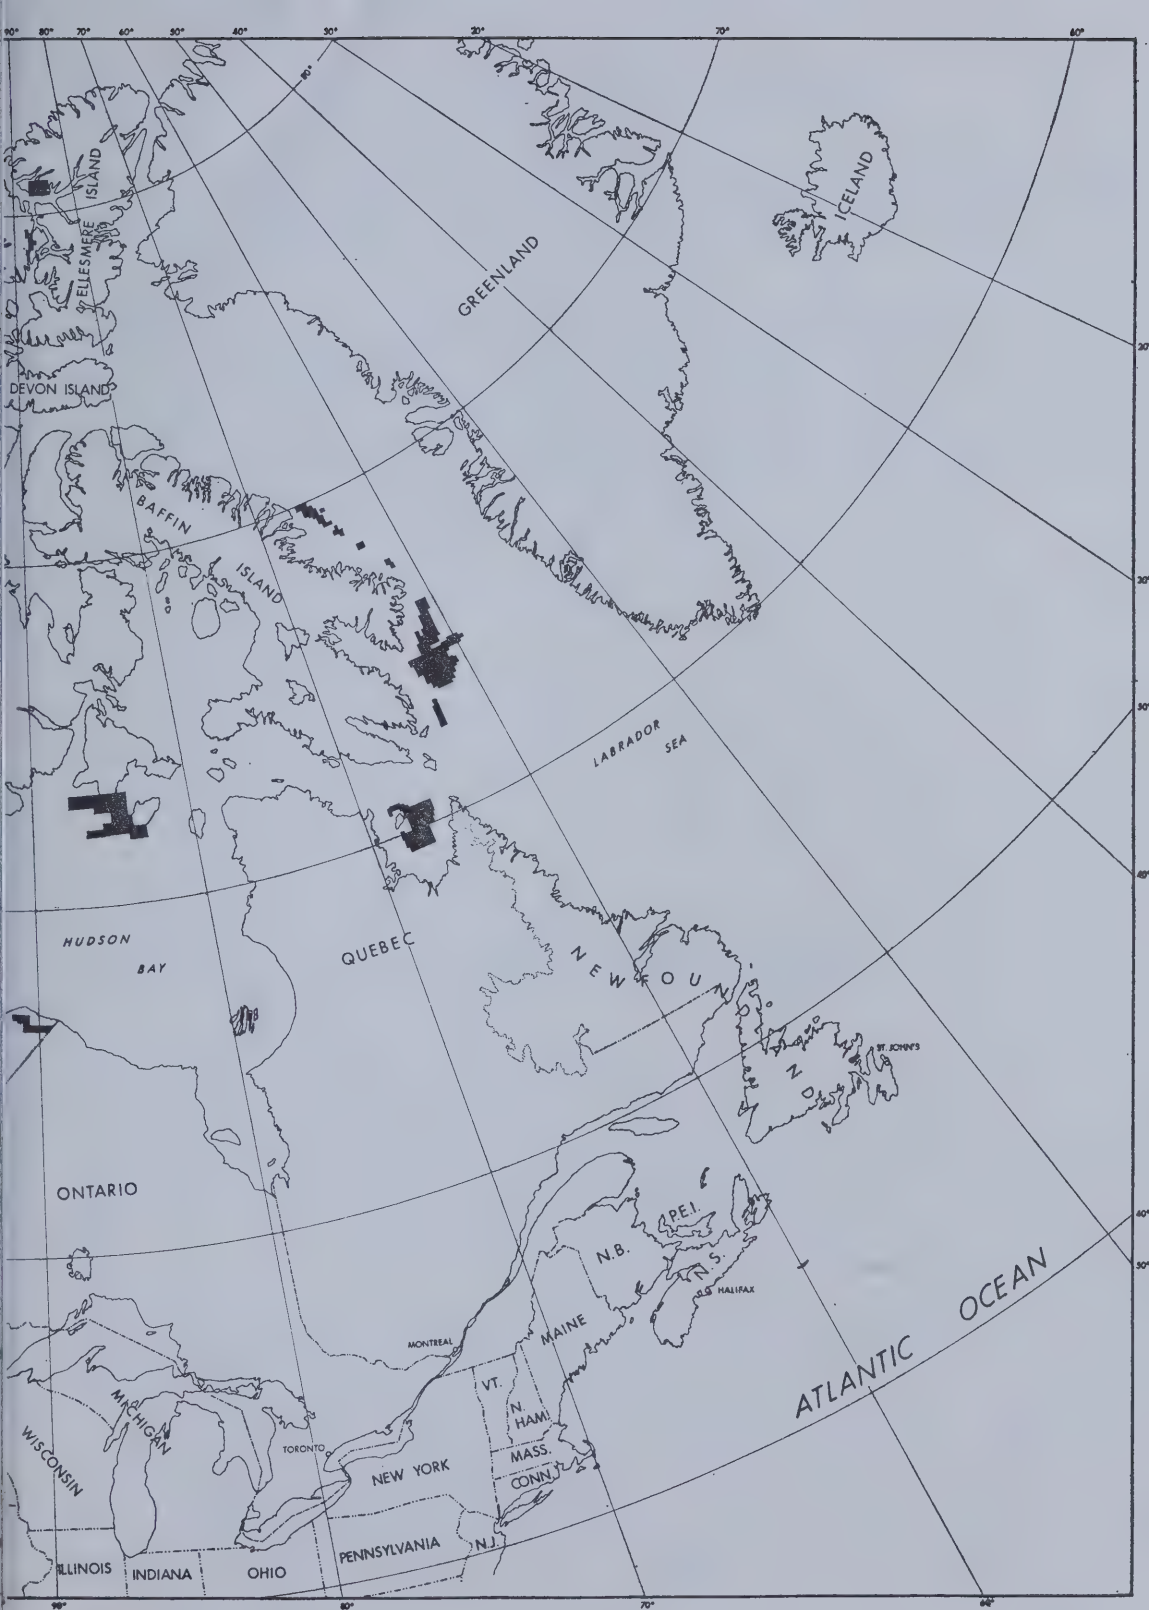 90° 80° 70° 60° 50° 40° 30° 20° 70° 60°
80°
ISLAND
ELLESMERE
ICELAND
GREENLAND
20°
DEVON ISLAND
BAFFIN
ISLAND
30°
LABRADOR
SEA
HUDSON
BAY
QUEBEC
NEWFOUNDLAND
ST. JOHN'S
40°
ONTARIO
P.E.I.
N.B.
N.S.
HALIFAX
50°
MAINE
MONTREAL
ATLANTIC OCEAN
VT.
N.
HAM.
MICHIGAN
WISCONSIN
TORONTO
NEW YORK
MASS.
CONN.
PENNSYLVANIA
N.J.
ILLINOIS
INDIANA
OHIO
90° 80° 70°